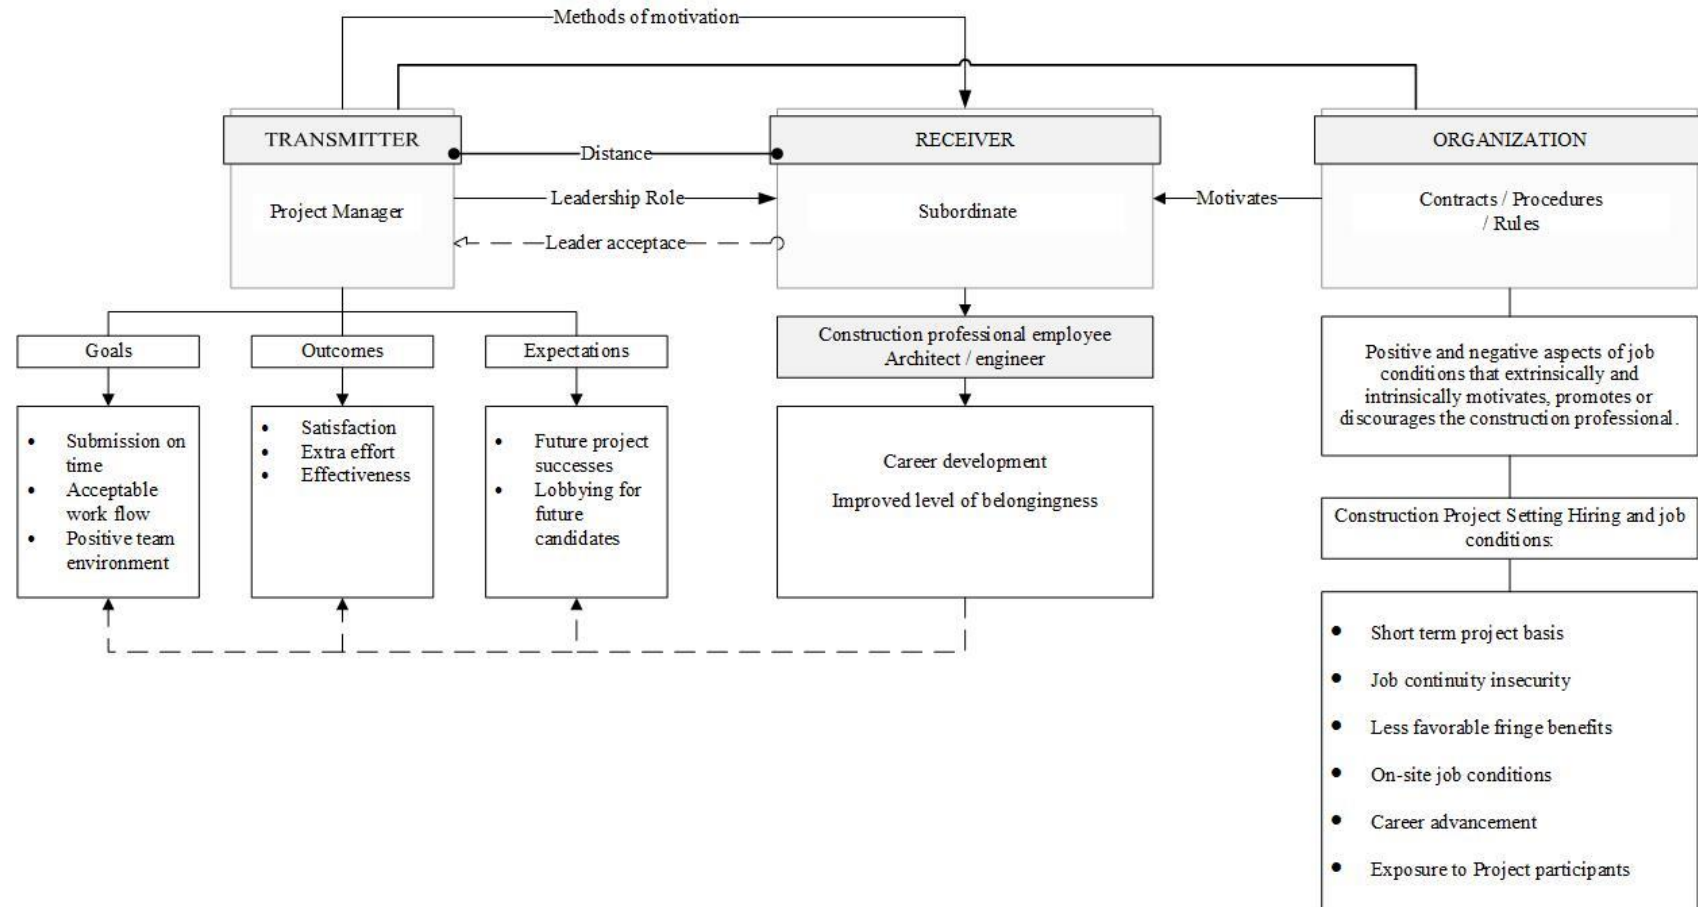 Methods of motivation
TRANSMITTER
Project Manager
Distance
Leadership Role
Leader acceptace
RECEIVER
Subordinate
Motivates
ORGANIZATION
Contracts / Procedures
/ Rules
Goals
• Submission on
time
• Acceptable
work flow
• Positive team
environment
Outcomes
• Satisfaction
• Extra effort
• Effectiveness
Expectations
• Future project
successes
• Lobbying for
future
candidates
Construction professional employee
Architect / engineer
Career development
Improved level of belongingness
Positive and negative aspects of job
conditions that extrinsically and
intrinsically motivates, promotes or
discourages the construction professional.
Construction Project Setting Hiring and job
conditions:
• Short term project basis
• Job continuity insecurity
• Less favorable fringe benefits
• On-site job conditions
• Career advancement
• Exposure to Project participants